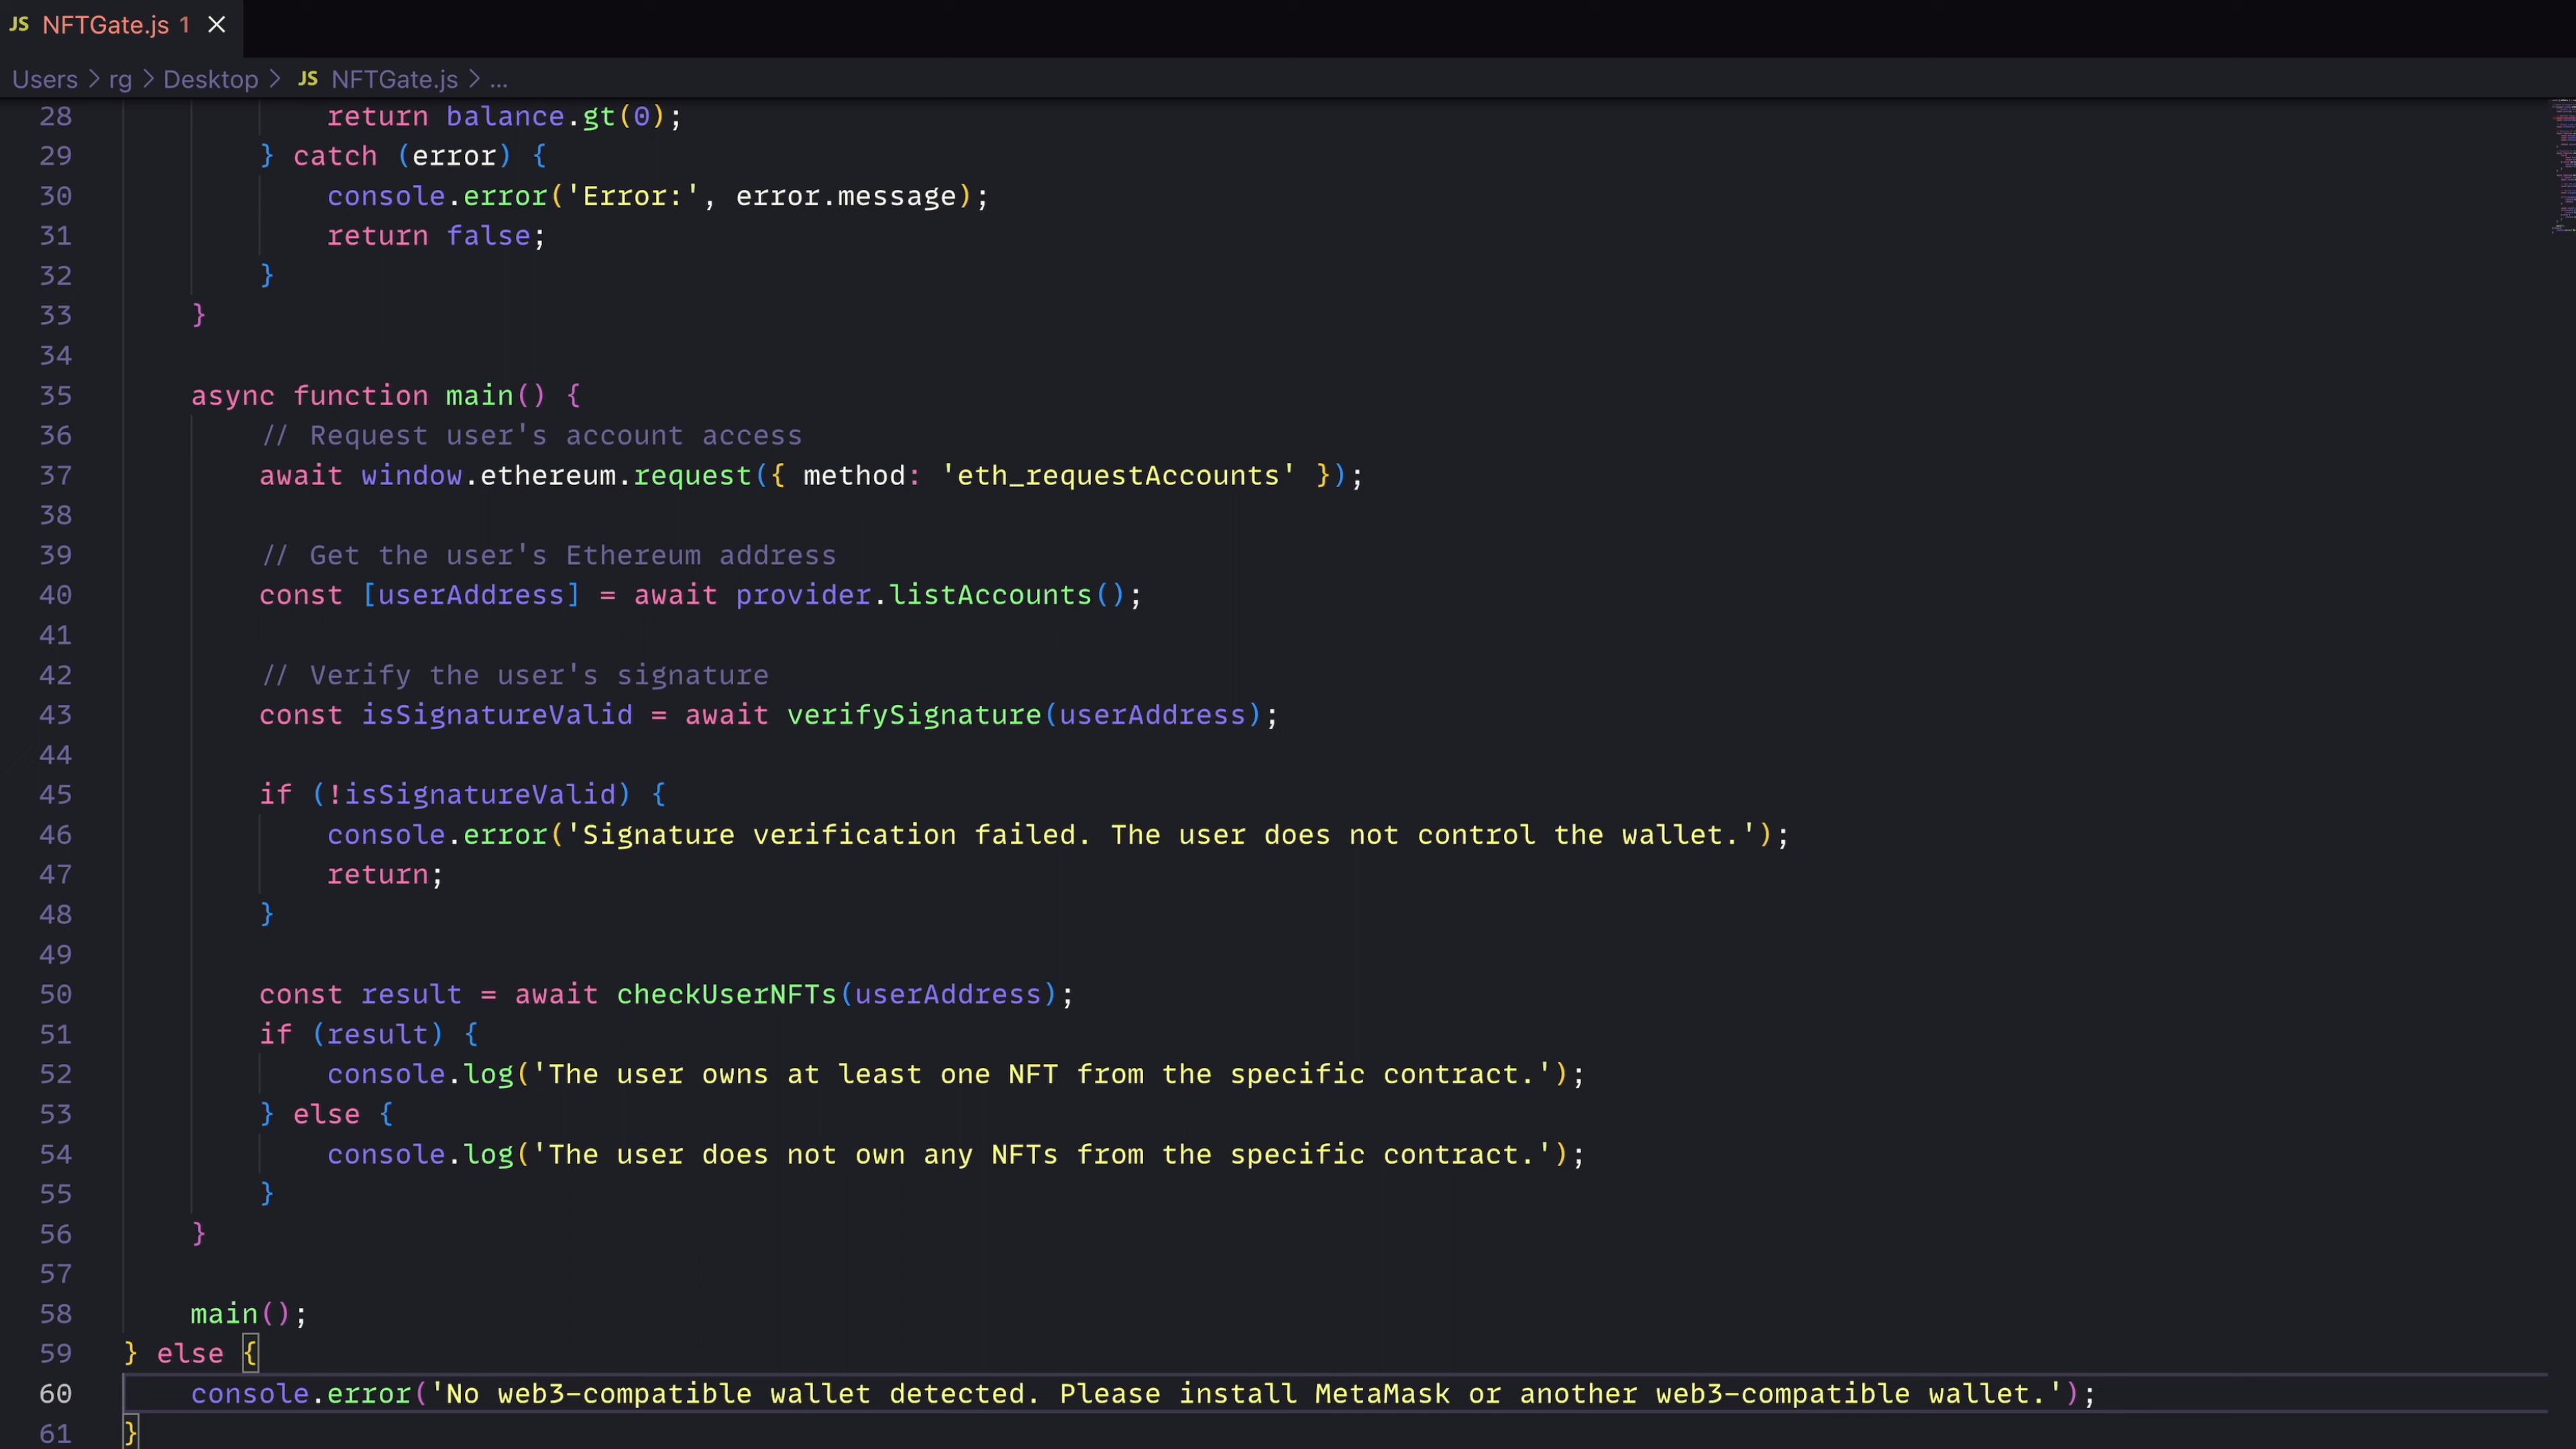 JS NFTGate.js 1 ×
Users > rg > Desktop > JS NFTGate.js > ...
28 return balance.gt(0);
29 } catch (error) {
30 console.error('Error:', error.message);
31 return false;
32 }
33 }
34
35 async function main() {
36 // Request user's account access
37 await window.ethereum.request({ method: 'eth_requestAccounts' });
38
39 // Get the user's Ethereum address
40 const [userAddress] = await provider.listAccounts();
41
42 // Verify the user's signature
43 const isSignatureValid = await verifySignature(userAddress);
44
45 if (!isSignatureValid) {
46 console.error('Signature verification failed. The user does not control the wallet.');
47 return;
48 }
49
50 const result = await checkUserNFTs(userAddress);
51 if (result) {
52 console.log('The user owns at least one NFT from the specific contract.');
53 } else {
54 console.log('The user does not own any NFTs from the specific contract.');
55 }
56 }
57
58 main();
59 } else {
60 console.error('No web3-compatible wallet detected. Please install MetaMask or another web3-compatible wallet.');
61 }